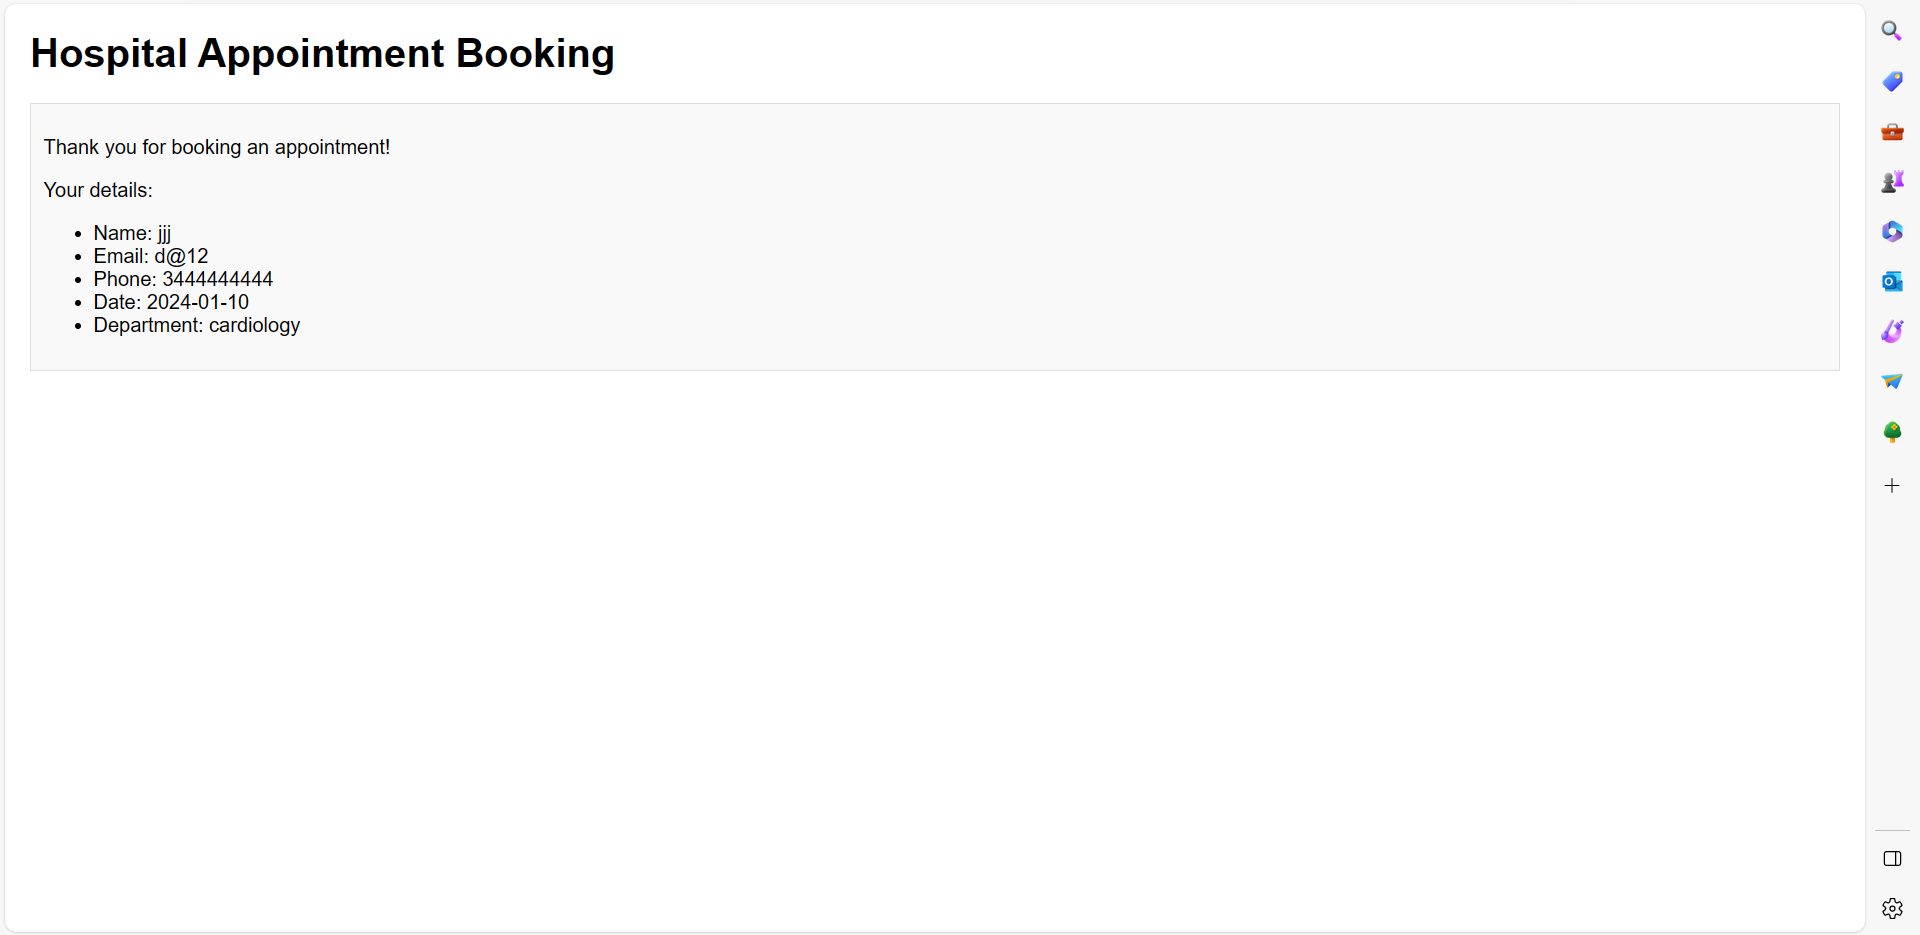 Hospital Appointment Booking
Thank you for booking an appointment!
Your details:
Name: jjj
Email: d@12
Phone: 3444444444
Date: 2024-01-10
Department: cardiology